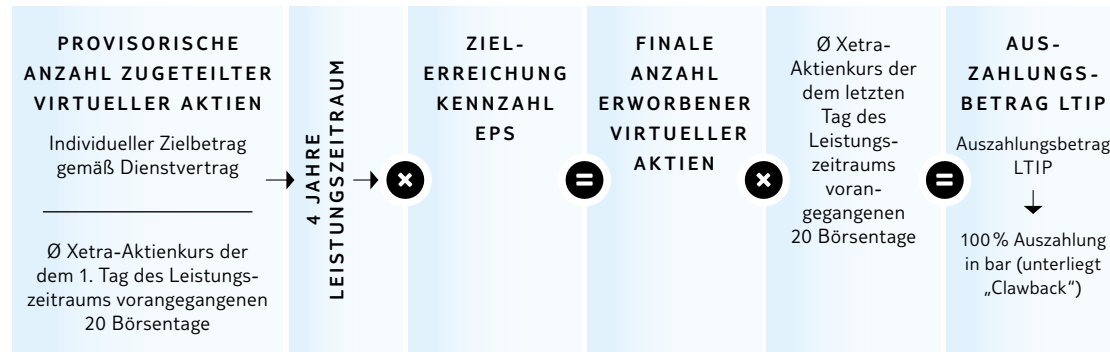 PROVISORISCHE
ANZAHL ZUGETEILTER
VIRTUELLER AKTIEN
Individueller Zielbetrag
gemäß Dienstvertrag
Ø Xetra-Aktienkurs der
dem 1. Tag des Leistungs-
zeitraums vorangegangenen
20 Börsentage
4 JAHRE
LEISTUNGSZEITRAUM
×
ZIEL-
ERREICHUNG
KENNZAHL
EPS
=
FINALE
ANZAHL
ERWORBENER
VIRTUELLER
AKTIEN
×
Ø Xetra-
Aktienkurs der
dem letzten
Tag des
Leistungs-
zeitraums
voran-
gegangenen
20 Börsentage
=
AUS-
ZAHLUNGS-
BETRAG LTIP
Auszahlungsbetrag
LTIP
100 % Auszahlung
in bar (unterliegt
„Clawback“)